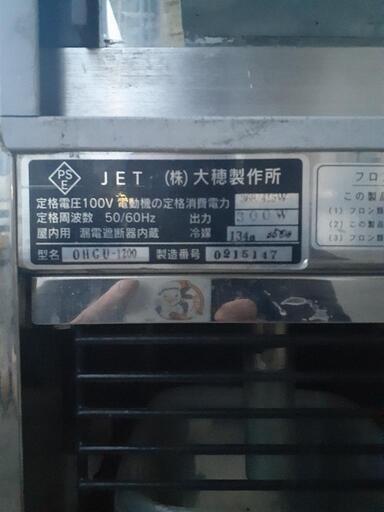 PS
E
JET (株)大穂製作所
定格電圧100V 電動機の定格消費電力
定格周波数 50/60Hz 出力 300W
屋内用 漏電遮断器内蔵 冷媒 134a
型名 OHGU-1200 製造番号 0215147
フロン
この製品
(1) フロン類
(2) この製品
(3) フロン類